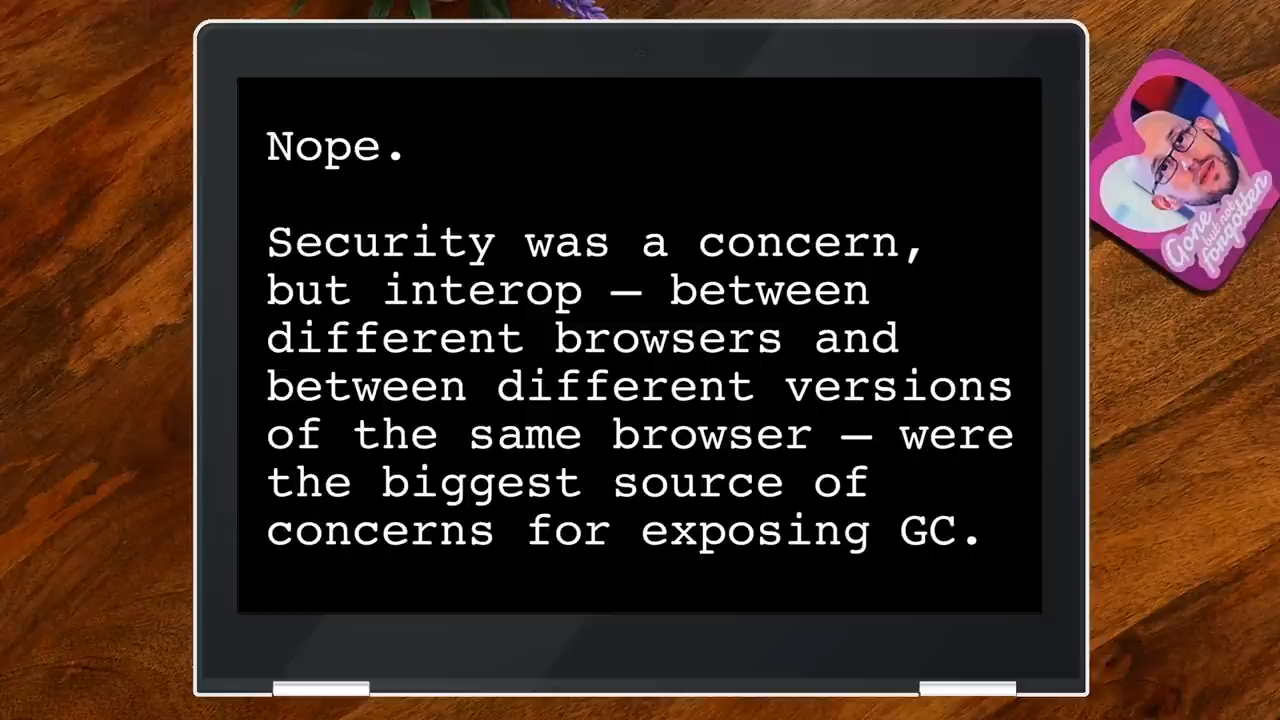 Nope.
Security was a concern,
but interop — between
different browsers and
between different versions
of the same browser — were
the biggest source of
concerns for exposing GC.
Gone
but not
forgotten